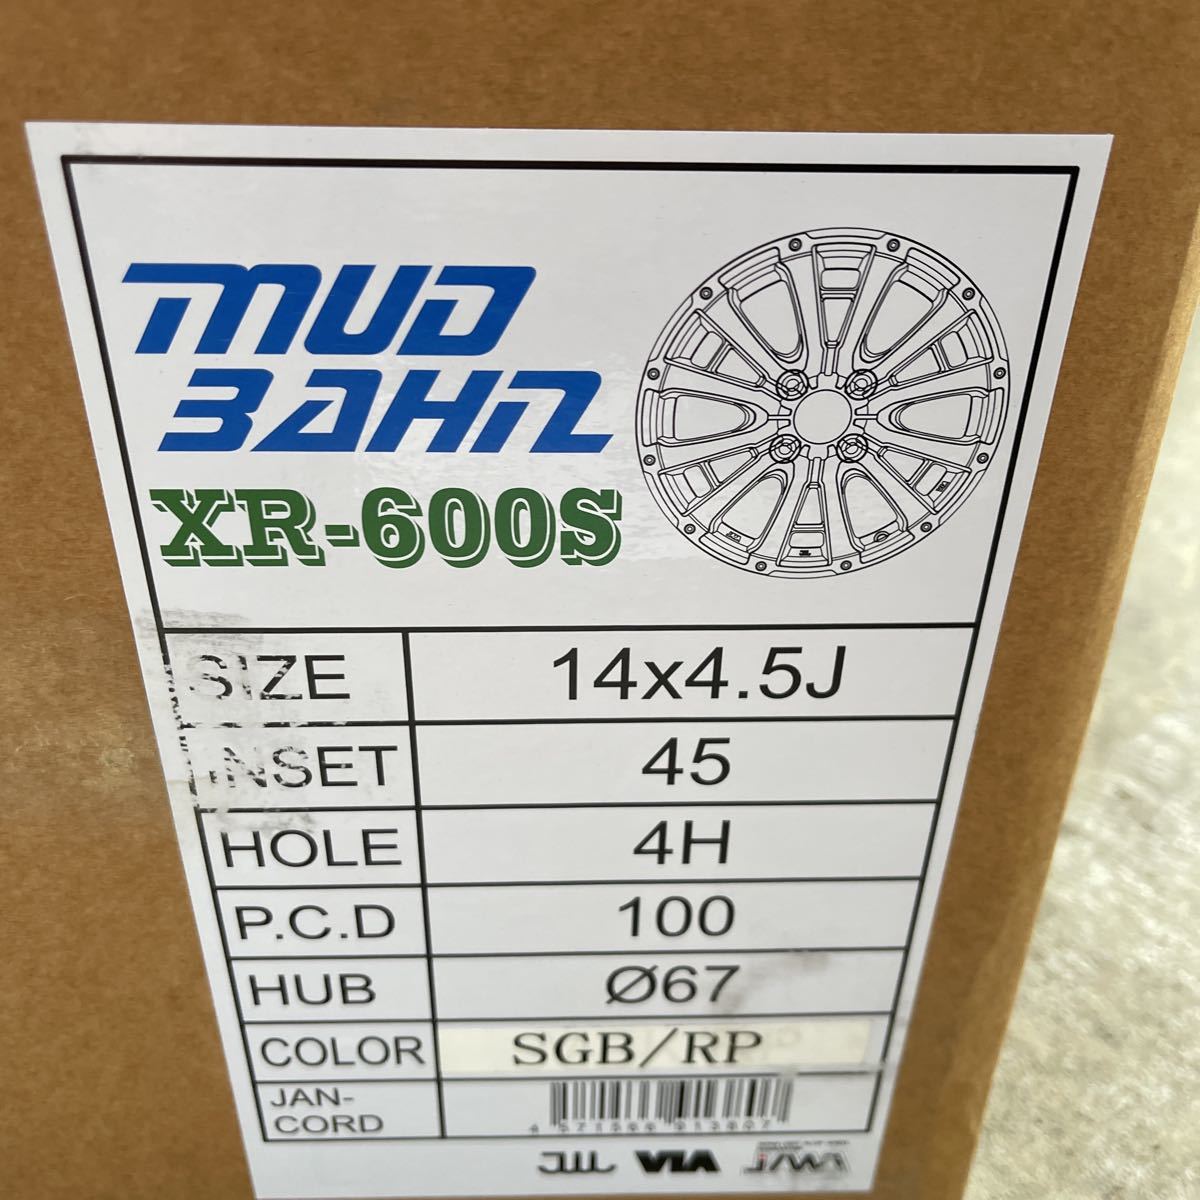 MUD
BAHN
XR-600S
SIZE 14x4.5J
INSET 45
HOLE 4H
P.C.D 100
HUB Ø67
COLOR SGB/RP
JAN-
CORD
JWL VIA JAWA